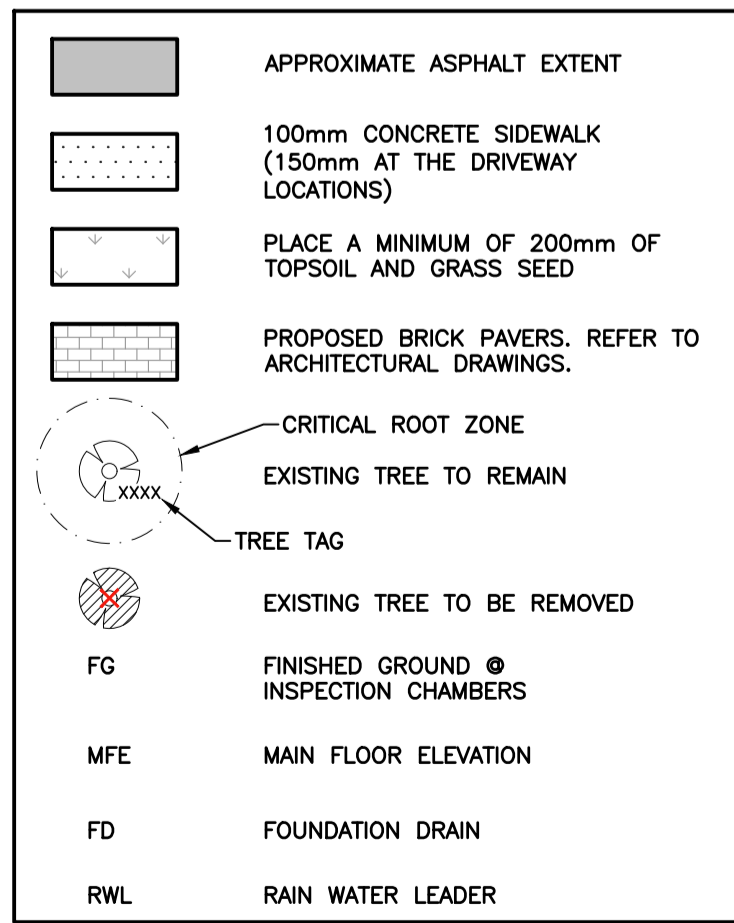 APPROXIMATE ASPHALT EXTENT
100mm CONCRETE SIDEWALK
(150mm AT THE DRIVEWAY
LOCATIONS)
PLACE A MINIMUM OF 200mm OF
TOPSOIL AND GRASS SEED
PROPOSED BRICK PAVERS. REFER TO
ARCHITECTURAL DRAWINGS.
CRITICAL ROOT ZONE
EXISTING TREE TO REMAIN
XXXX
TREE TAG
EXISTING TREE TO BE REMOVED
FG FINISHED GROUND @
INSPECTION CHAMBERS
MFE MAIN FLOOR ELEVATION
FD FOUNDATION DRAIN
RWL RAIN WATER LEADER